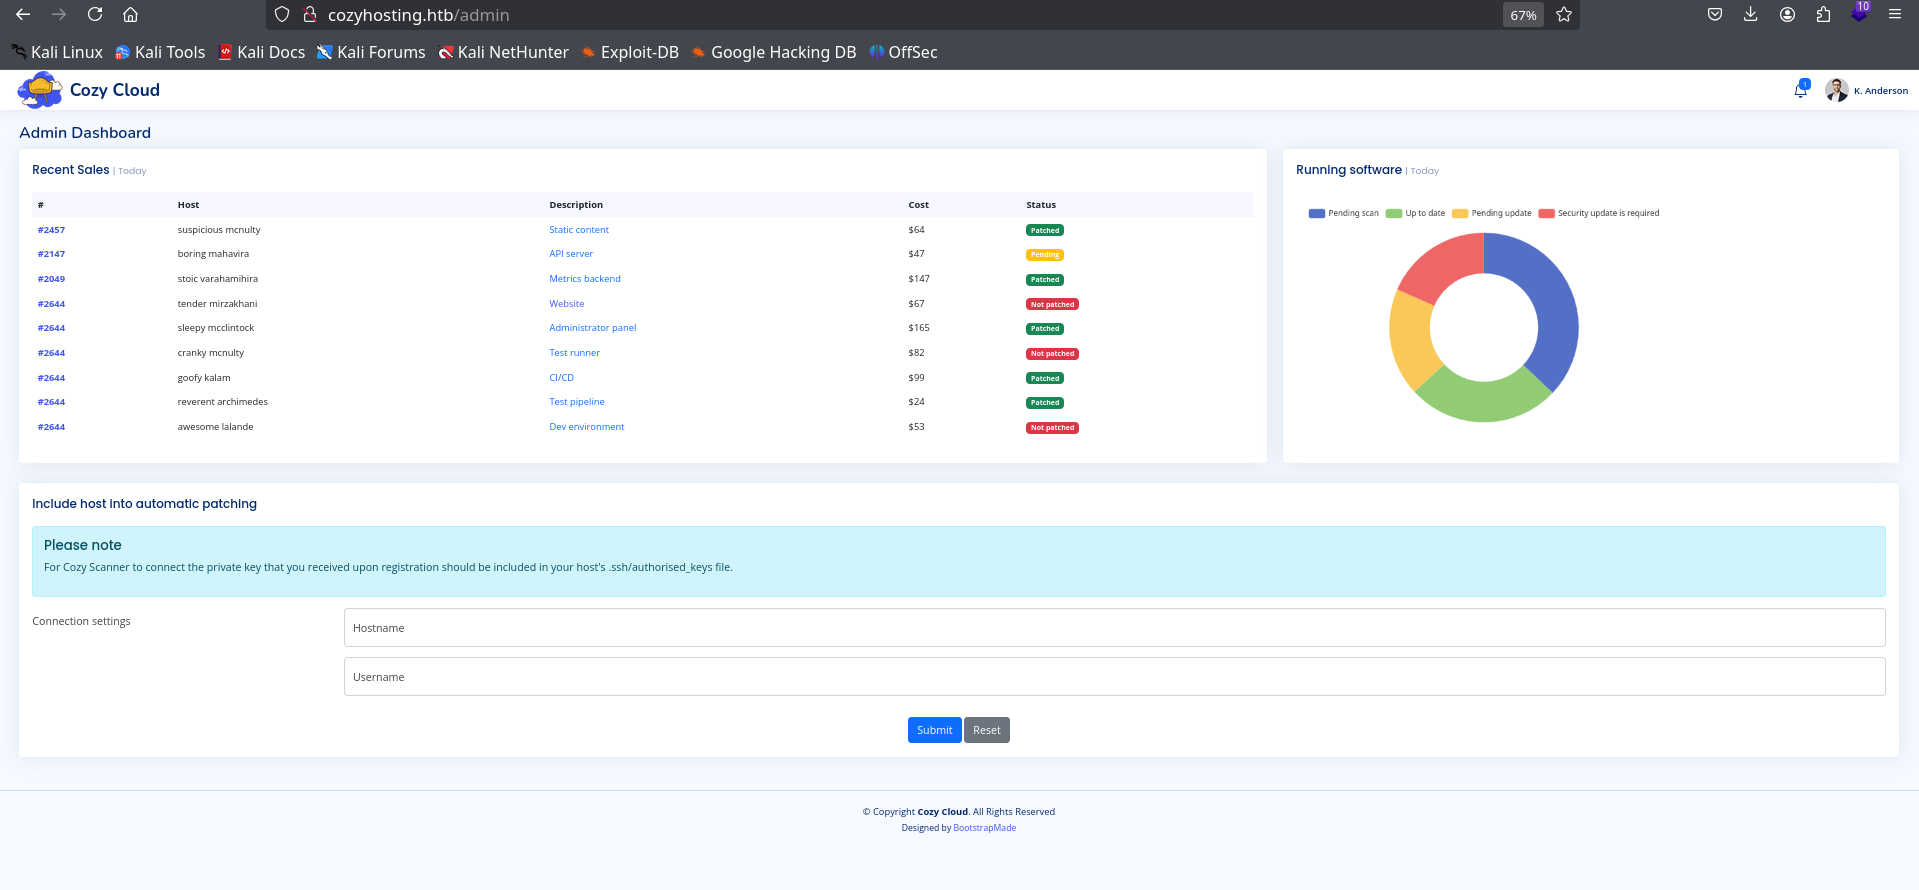 cozyhosting.htb/admin
67%
10
Kali Linux Kali Tools Kali Docs Kali Forums Kali NetHunter Exploit-DB Google Hacking DB OffSec
Cozy Cloud
1
K. Anderson
Admin Dashboard
Recent Sales | Today
# Host Description Cost Status
#2457 suspicious mcnulty Static content $64 Patched
#2147 boring mahavira API server $47 Pending
#2049 stoic varahamihira Metrics backend $147 Patched
#2644 tender mirzakhani Website $67 Not patched
#2644 sleepy mcclintock Administrator panel $165 Patched
#2644 cranky mcnulty Test runner $82 Not patched
#2644 goofy kalam CI/CD $99 Patched
#2644 reverent archimedes Test pipeline $24 Patched
#2644 awesome lalande Dev environment $53 Not patched
Running software | Today
Pending scan Up to date Pending update Security update is required
Include host into automatic patching
Please note
For Cozy Scanner to connect the private key that you received upon registration should be included in your host's .ssh/authorised_keys file.
Connection settings
Hostname
Username
Submit Reset
© Copyright Cozy Cloud. All Rights Reserved
Designed by BootstrapMade